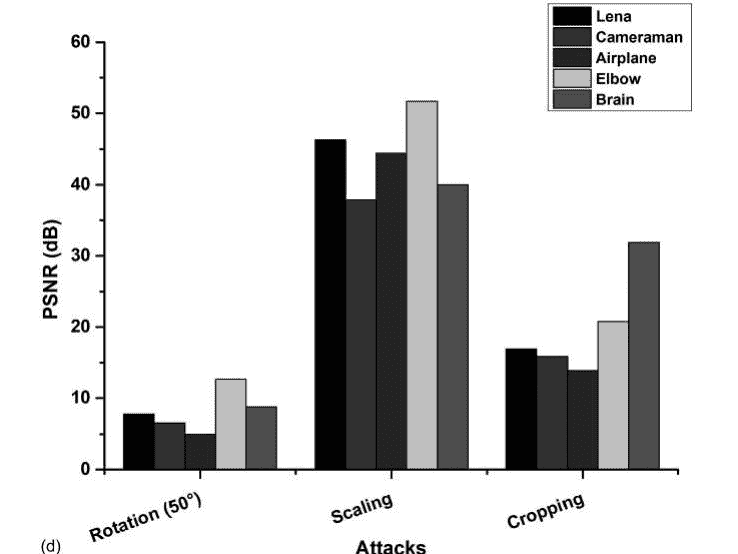 Lena
Cameraman
Airplane
Elbow
Brain
60
50
40
30
20
10
0
PSNR (dB)
Rotation (50°)
Scaling
Cropping
(d)
Attacks